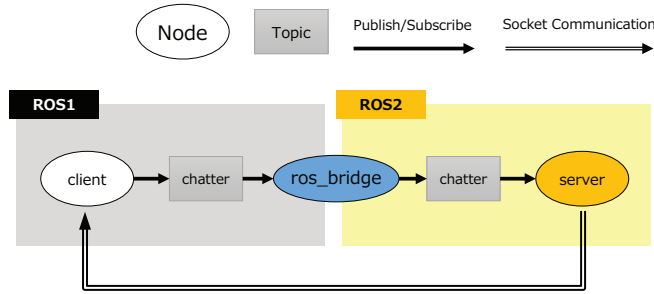 Node
Topic
Publish/Subscribe
Socket Communication
ROS1
ROS2
client
chatter
ros_bridge
chatter
server